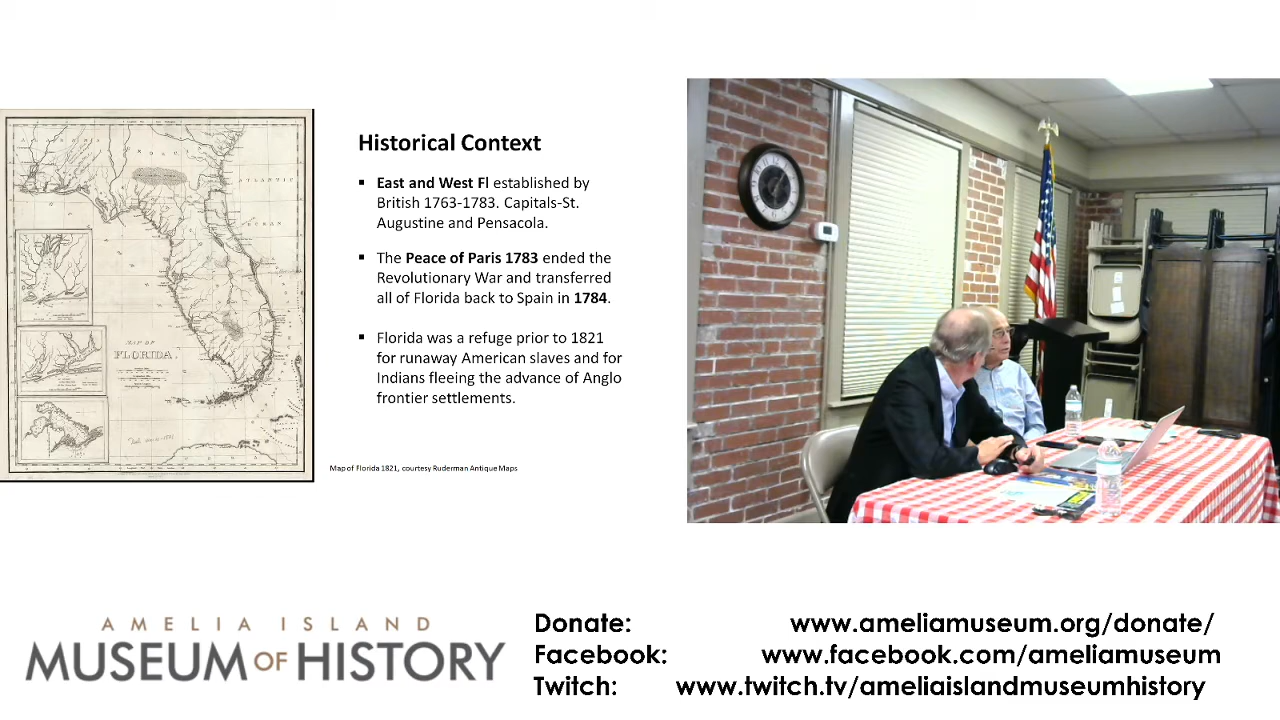 Historical Context
▪ East and West Fl established by
British 1763-1783. Capitals-St.
Augustine and Pensacola.
▪ The Peace of Paris 1783 ended the
Revolutionary War and transferred
all of Florida back to Spain in 1784.
▪ Florida was a refuge prior to 1821
for runaway American slaves and for
Indians fleeing the advance of Anglo
frontier settlements.
MAP OF
FLORIDA.
Map of Florida 1821, courtesy Ruderman Antique Maps
AMELIA ISLAND
MUSEUM OF HISTORY
Donate: www.ameliamuseum.org/donate/
Facebook: www.facebook.com/ameliamuseum
Twitch: www.twitch.tv/ameliaislandmuseumhistory